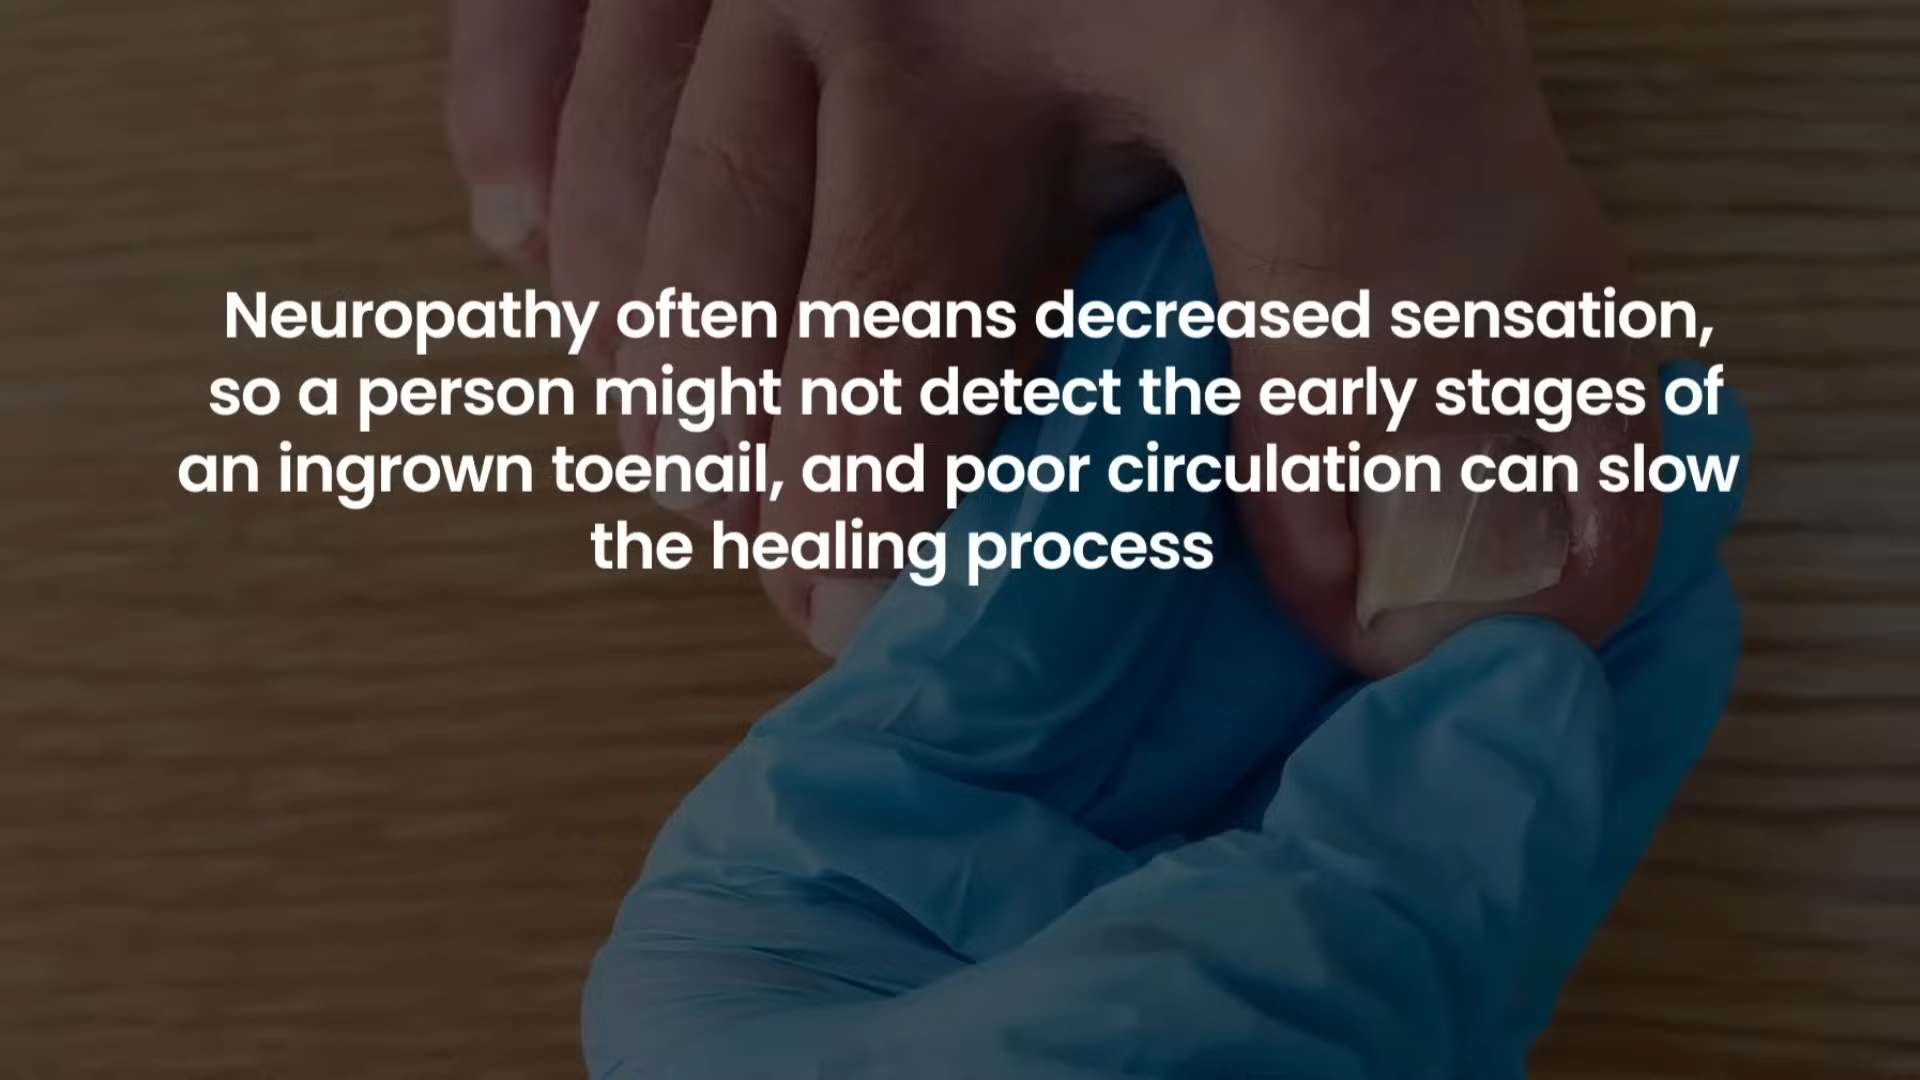 Neuropathy often means decreased sensation,
so a person might not detect the early stages of
an ingrown toenail, and poor circulation can slow
the healing process